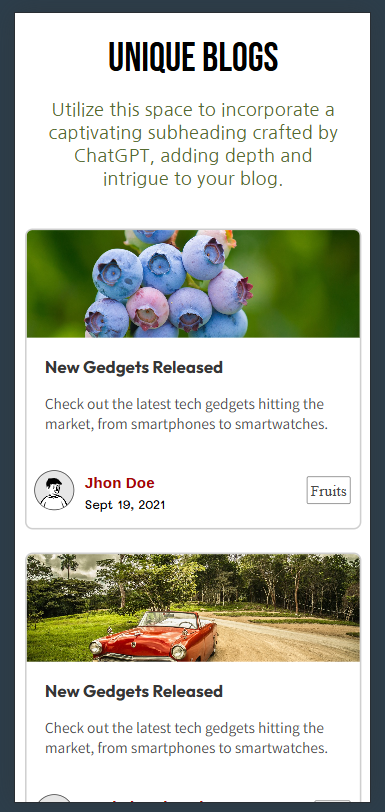 UNIQUE BLOGS
Utilize this space to incorporate a
captivating subheading crafted by
ChatGPT, adding depth and
intrigue to your blog.
New Gedgets Released
Check out the latest tech gedgets hitting the
market, from smartphones to smartwatches.
Jhon Doe
Fruits
Sept 19, 2021
New Gedgets Released
Check out the latest tech gedgets hitting the
market, from smartphones to smartwatches.